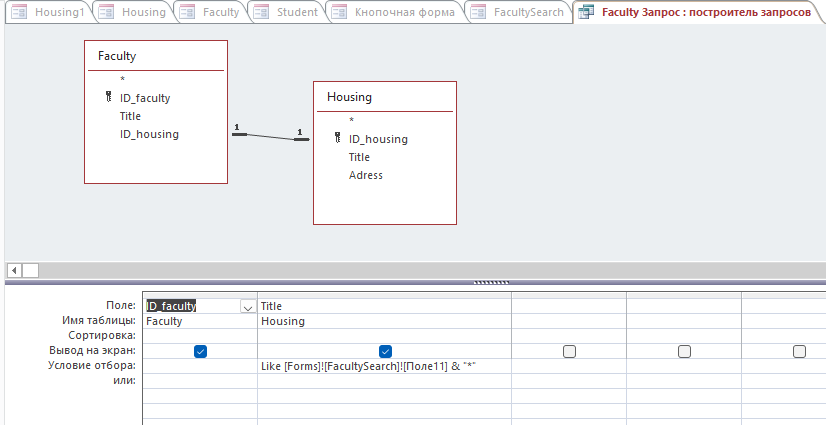 Housing1 Housing Faculty Student Кнопочная форма FacultySearch Faculty Запрос : построитель запросов
Faculty
*
ID_faculty
Title
ID_housing
1 1
Housing
*
ID_housing
Title
Adress
Поле: ID_faculty Title
Имя таблицы: Faculty Housing
Сортировка:
Вывод на экран:
Условие отбора: Like [Forms]![FacultySearch]![Поле11] & "*"
или: